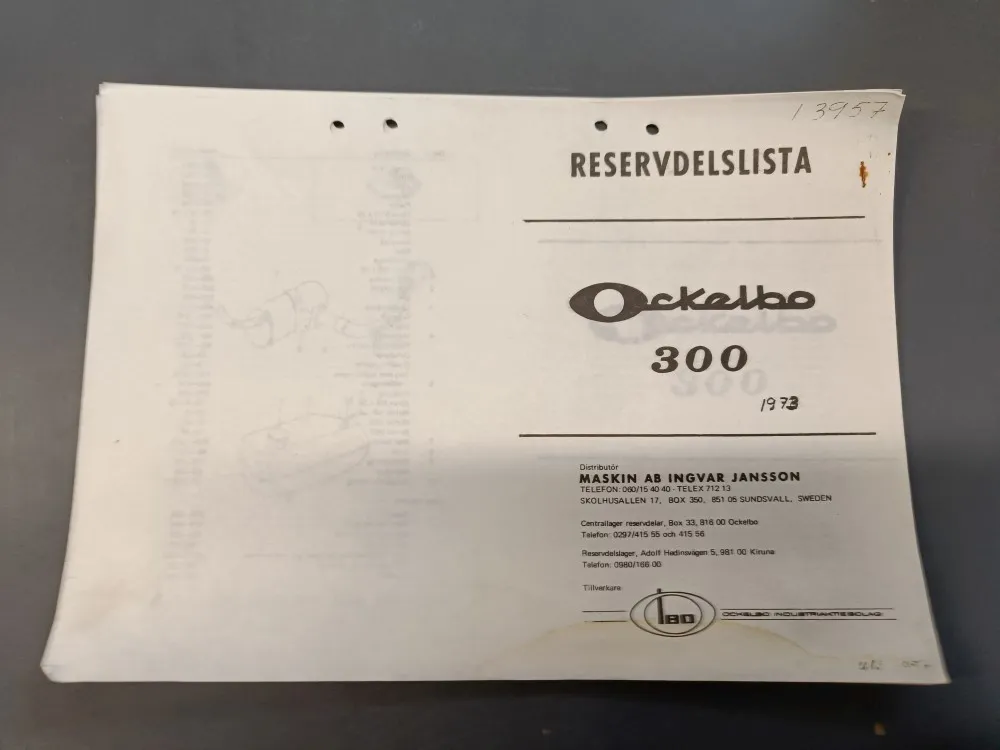 13957
RESERVDELSLISTA
Ockelbo
300
1973
Distributör
MASKIN AB INGVAR JANSSON
TELEFON: 060/15 40 40 - TELEX 712 13
SKOLHUSALLEN 17, BOX 350, 851 05 SUNDSVALL, SWEDEN
Centrallager reservdelar, Box 33, 816 00 Ockelbo
Telefon: 0297/415 55 och 415 56
Reservdelslager, Adolf Hedinsvägen 5, 981 00 Kiruna
Telefon: 0980/166 00
Tillverkare:
IBO
OCKELBO INDUSTRIAKTIEBOLAG